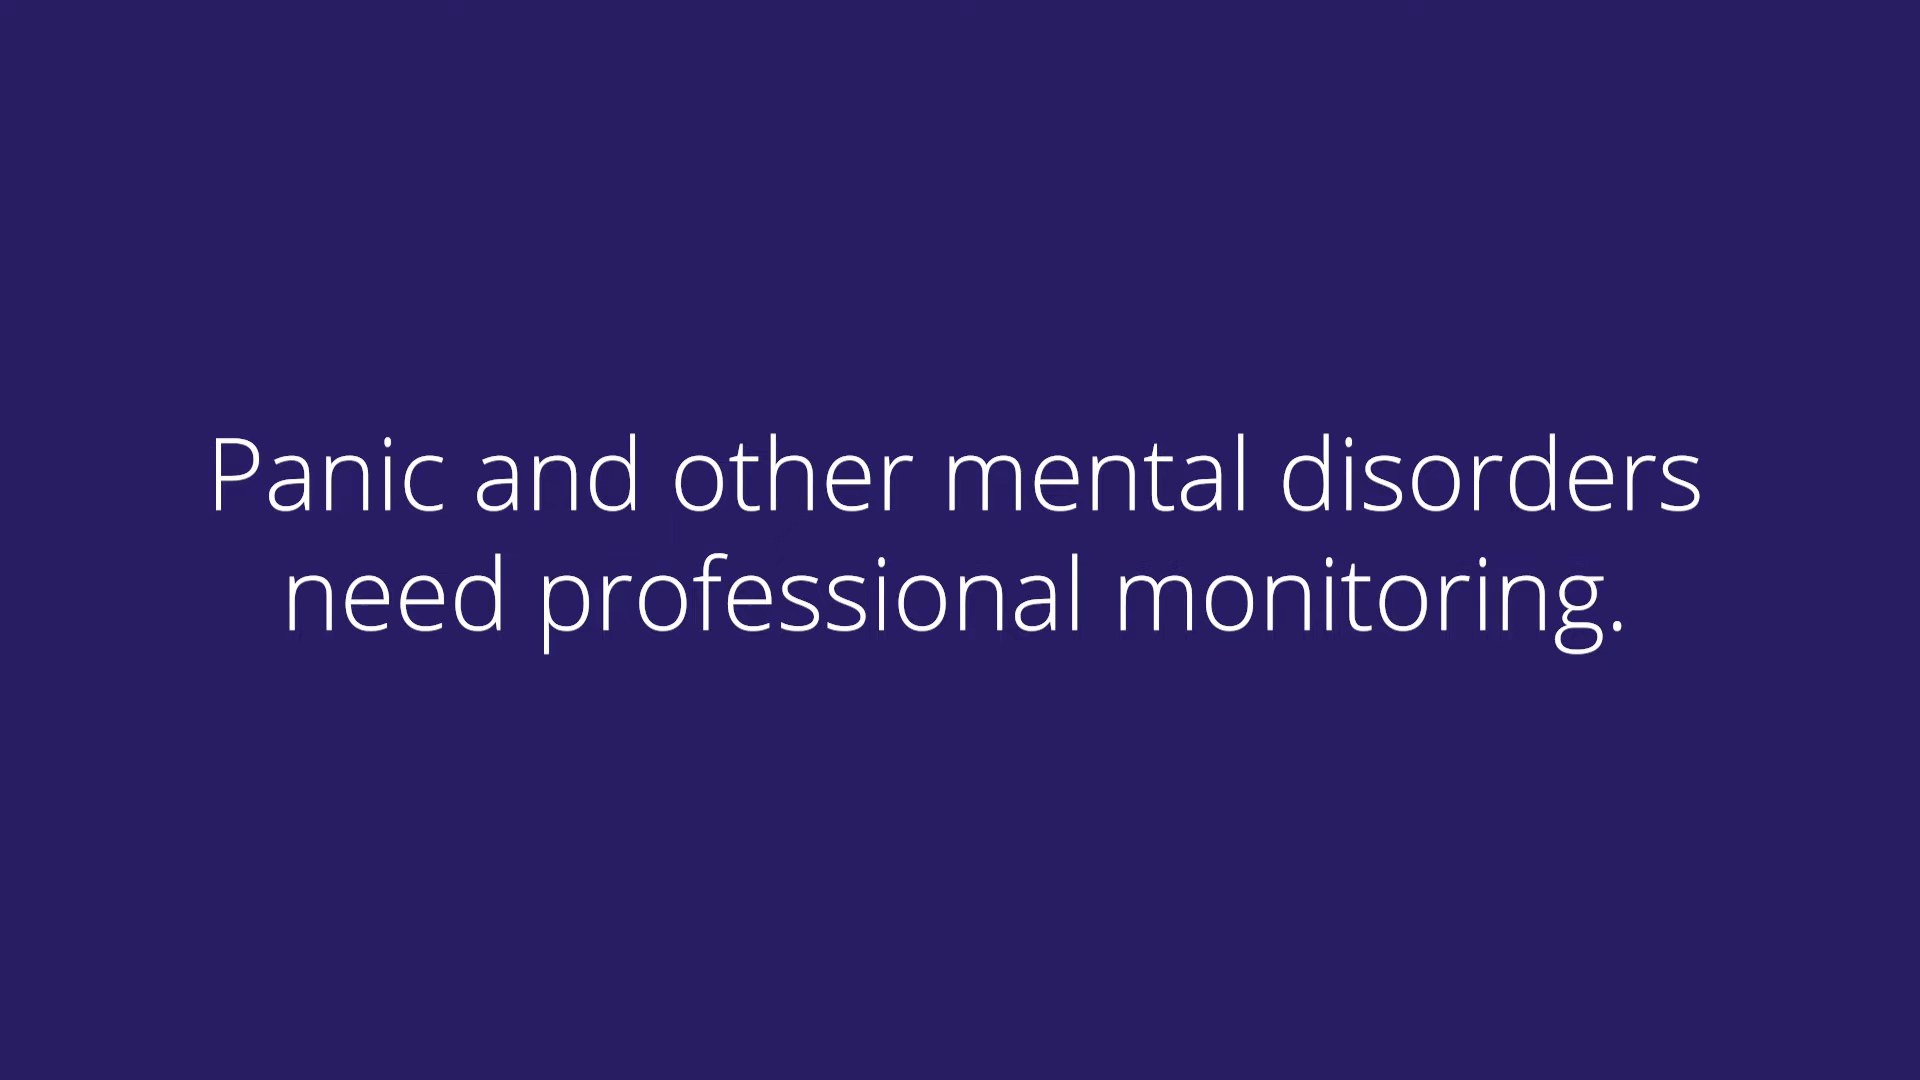 Panic and other mental disorders
need professional monitoring.